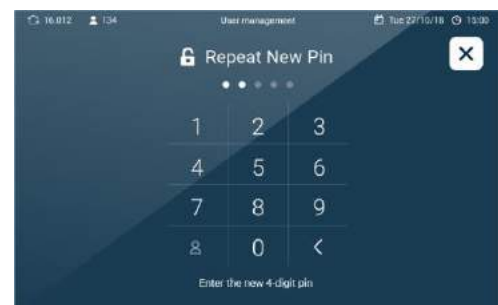 16.012 134 User management Tue 27/10/18 15:00
Repeat New Pin
1 2 3
4 5 6
7 8 9
0
Enter the new 4-digit pin